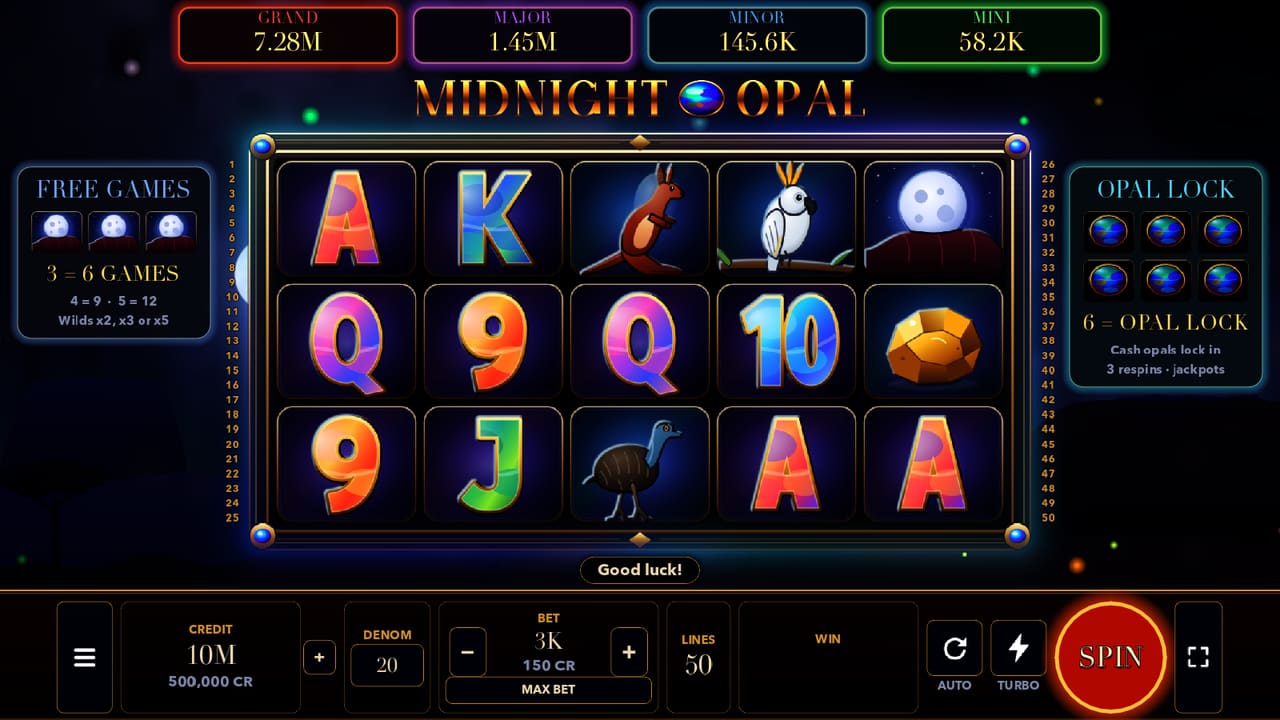 GRAND
7.28M
MAJOR
1.45M
MINOR
145.6K
MINI
58.2K
MIDNIGHT OPAL
FREE GAMES
3 = 6 GAMES
4 = 9 · 5 = 12
Wilds x2, x3 or x5
1
2
3
4
5
6
7
8
9
10
11
12
13
14
15
16
17
18
19
20
21
22
23
24
25
A K
Q 9 Q 10
9 J A A
26
27
28
29
30
31
32
33
34
35
36
37
38
39
40
41
42
43
44
45
46
47
48
49
50
OPAL LOCK
6 = OPAL LOCK
Cash opals lock in
3 respins · jackpots
Good luck!
CREDIT
10M
500,000 CR
+
DENOM
20
BET
− 3K +
150 CR
MAX BET
LINES
50
WIN
AUTO
TURBO
SPIN